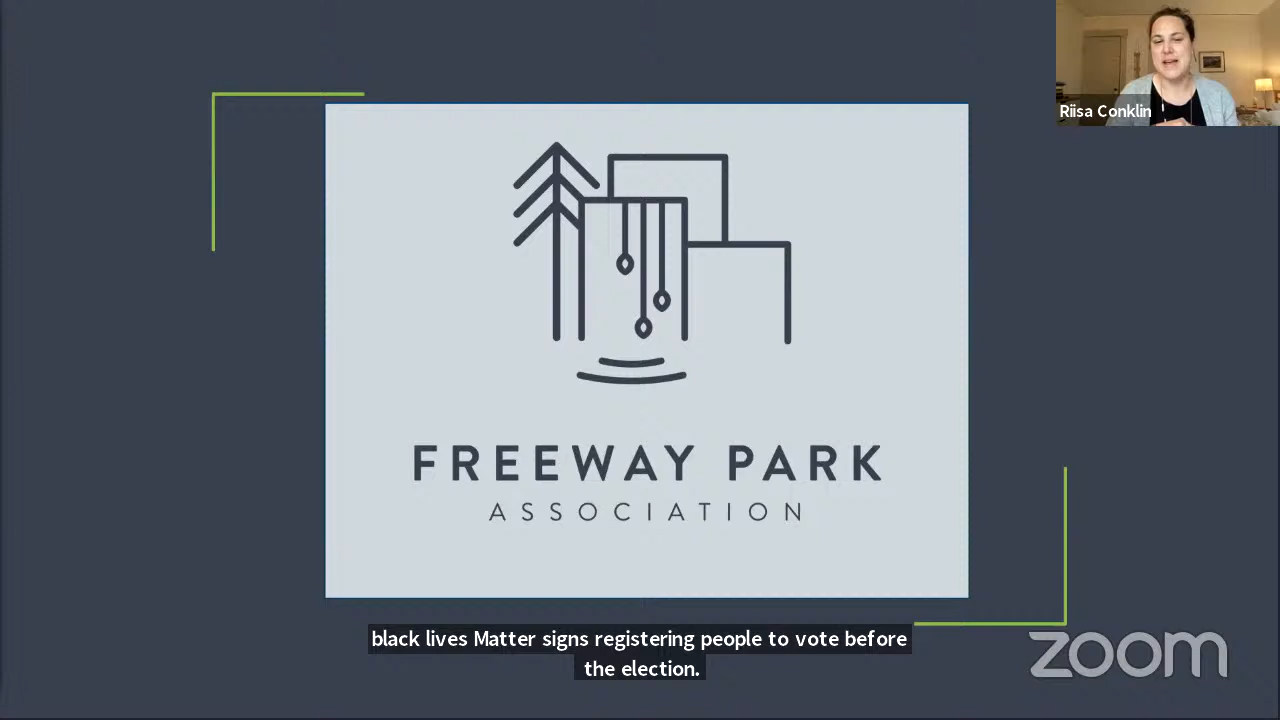 Riisa Conklin
FREEWAY PARK
ASSOCIATION
black lives Matter signs registering people to vote before
the election.
zoom